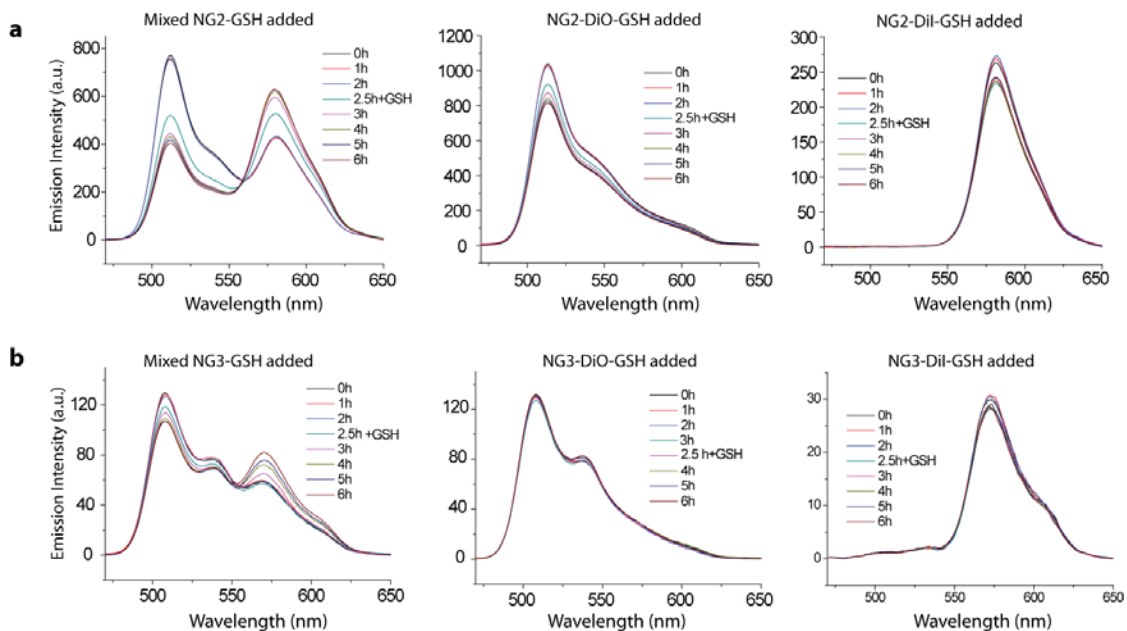 a
Mixed NG2-GSH added
Emission Intensity (a.u.)
800
600
400
200
0
500
550
600
650
Wavelength (nm)
0h
1h
2h
2.5h+GSH
3h
4h
5h
6h
NG2-DiO-GSH added
1200
1000
800
600
400
200
0
500
550
600
650
Wavelength (nm)
0h
1h
2h
2.5h+GSH
3h
4h
5h
6h
NG2-DiI-GSH added
300
250
200
150
100
50
0
500
550
600
650
Wavelength (nm)
0h
1h
2h
2.5h+GSH
3h
4h
5h
6h
b
Mixed NG3-GSH added
Emission Intensity (a.u.)
120
80
40
0
500
550
600
650
Wavelength (nm)
0h
1h
2h
2.5h +GSH
3h
4h
5h
6h
NG3-DiO-GSH added
120
80
40
0
500
550
600
650
Wavelength (nm)
0h
1h
2h
3h
2.5 h+GSH
4h
5h
6h
NG3-DiI-GSH added
30
20
10
0
500
550
600
650
Wavelength (nm)
0h
1h
2h
2.5h+GSH
3h
4h
5h
6h